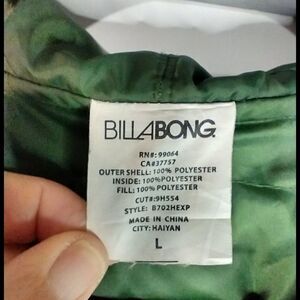 BILLABONG
RN#: 99064
CA#37757
OUTER SHELL: 100% POLYESTER
INSIDE: 100%POLYESTER
FILL: 100% POLYESTER
CUT#:9H554
STYLE: B702HEXP
MADE IN CHINA
CITY: HAIYAN
L